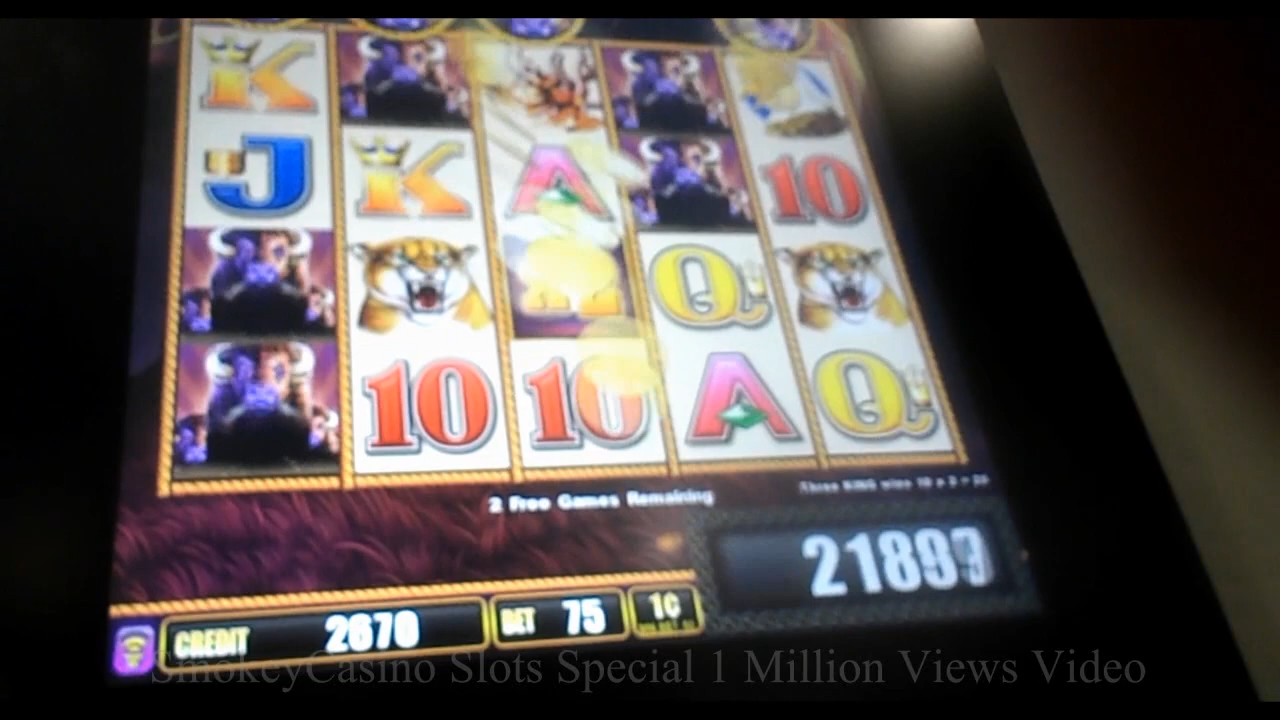 K
J K A 10
Q
10 10 A Q
2 Free Games Remaining
CREDIT 2670 BET 75 1¢
SmokeyCasino Slots Special 1 Million Views Video